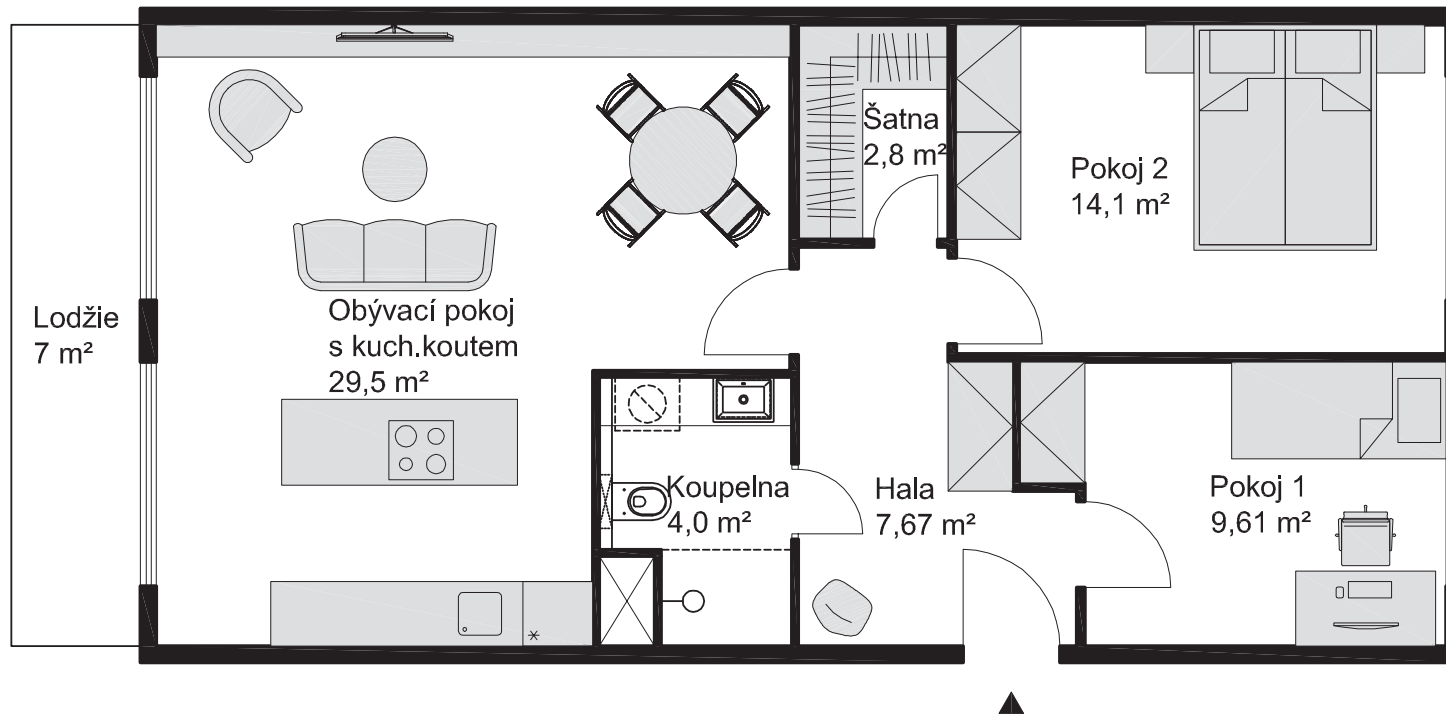 Šatna
2,8 m²
Pokoj 2
14,1 m²
Lodžie
7 m²
Obývací pokoj
s kuch.koutem
29,5 m²
Koupelna
4,0 m²
Hala
7,67 m²
Pokoj 1
9,61 m²